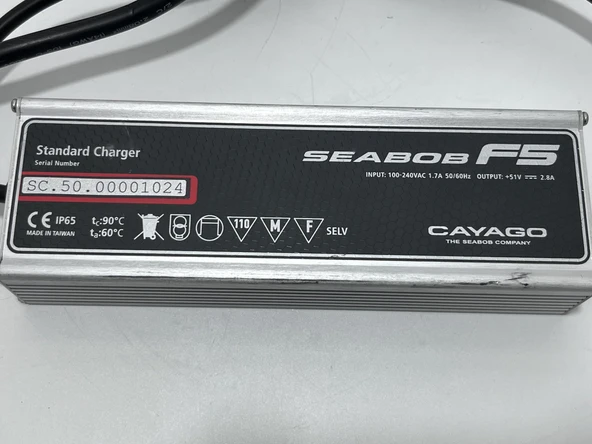 Standard Charger
Serial Number
SC.50.00001024
SEABOB F5
INPUT: 100-240VAC 1.7A 50/60Hz OUTPUT: +51V ⎓ 2.8A
CE IP65 tc:90°C
MADE IN TAIWAN ta:60°C
110 M F SELV
CAYAGO
THE SEABOB COMPANY